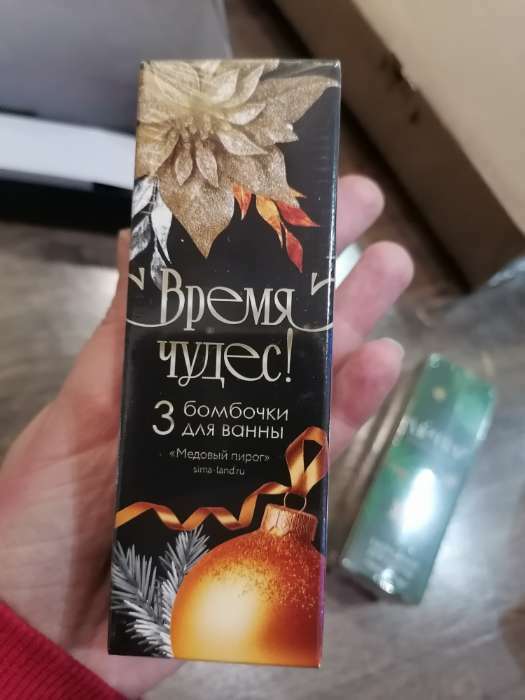 Время
чудес!
3 бомбочки
для ванны
«Медовый пирог»
sima-land.ru